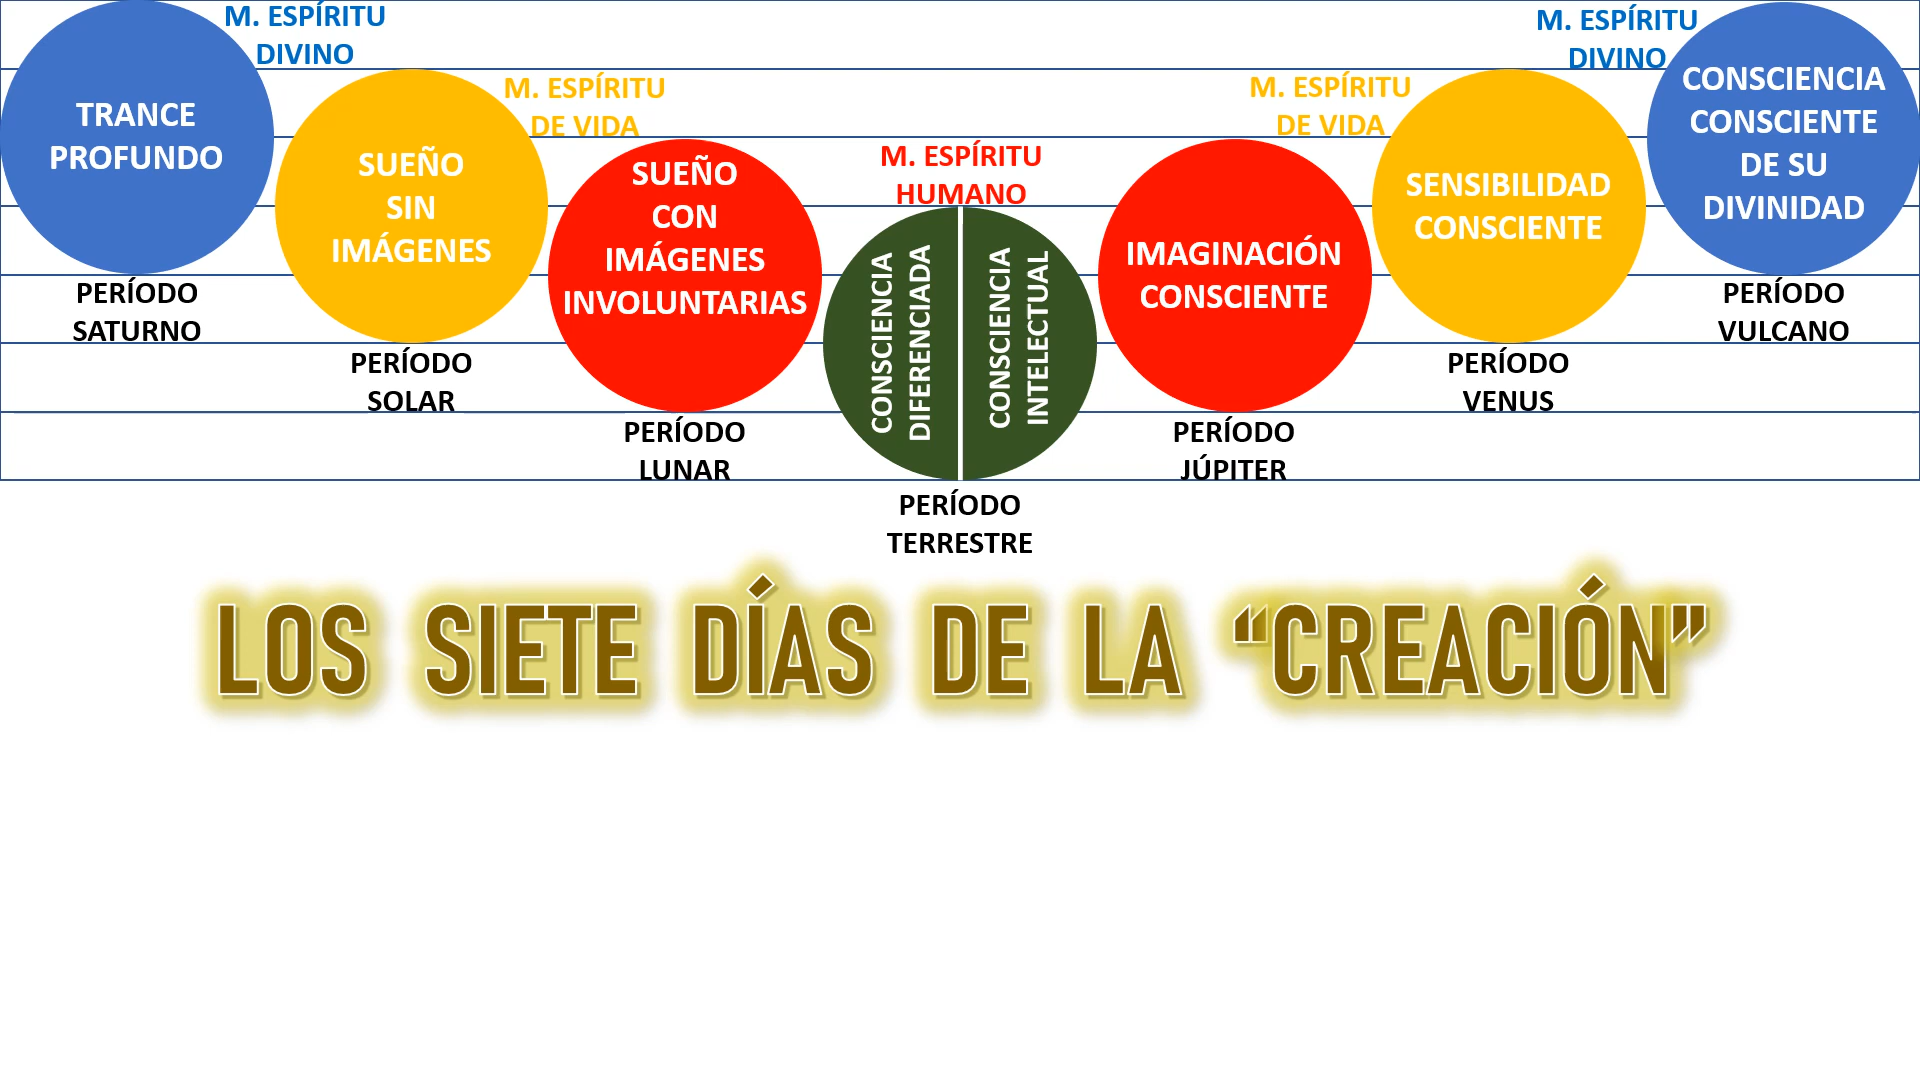 M. ESPÍRITU
DIVINO
TRANCE
PROFUNDO
PERÍODO
SATURNO
M. ESPÍRITU
DE VIDA
SUEÑO
SIN
IMÁGENES
PERÍODO
SOLAR
SUEÑO
CON
IMÁGENES
INVOLUNTARIAS
PERÍODO
LUNAR
M. ESPÍRITU
HUMANO
CONSCIENCIA
DIFERENCIADA
CONSCIENCIA
INTELECTUAL
PERÍODO
TERRESTRE
IMAGINACIÓN
CONSCIENTE
PERÍODO
JÚPITER
M. ESPÍRITU
DE VIDA
SENSIBILIDAD
CONSCIENTE
PERÍODO
VENUS
M. ESPÍRITU
DIVINO
CONSCIENCIA
CONSCIENTE
DE SU
DIVINIDAD
PERÍODO
VULCANO
LOS SIETE DÍAS DE LA “CREACIÓN”